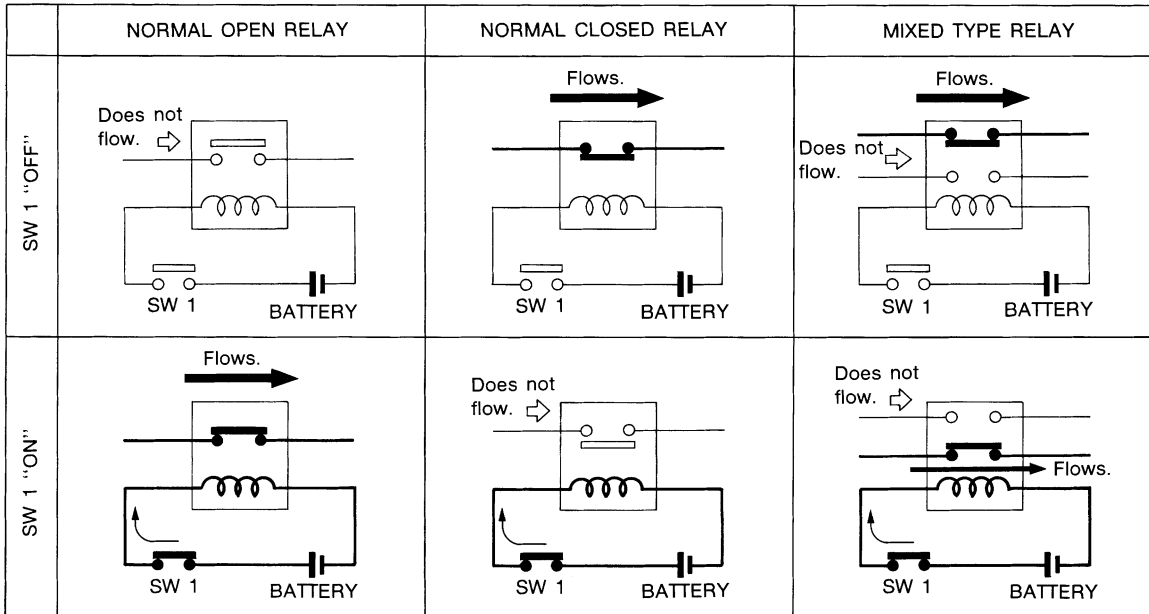 NORMAL OPEN RELAY
NORMAL CLOSED RELAY
MIXED TYPE RELAY
SW 1 "OFF"
Does not
flow.
SW 1
BATTERY
Flows.
SW 1
BATTERY
Flows.
Does not
flow.
SW 1
BATTERY
SW 1 "ON"
Flows.
SW 1
BATTERY
Does not
flow.
SW 1
BATTERY
Does not
flow.
Flows.
SW 1
BATTERY